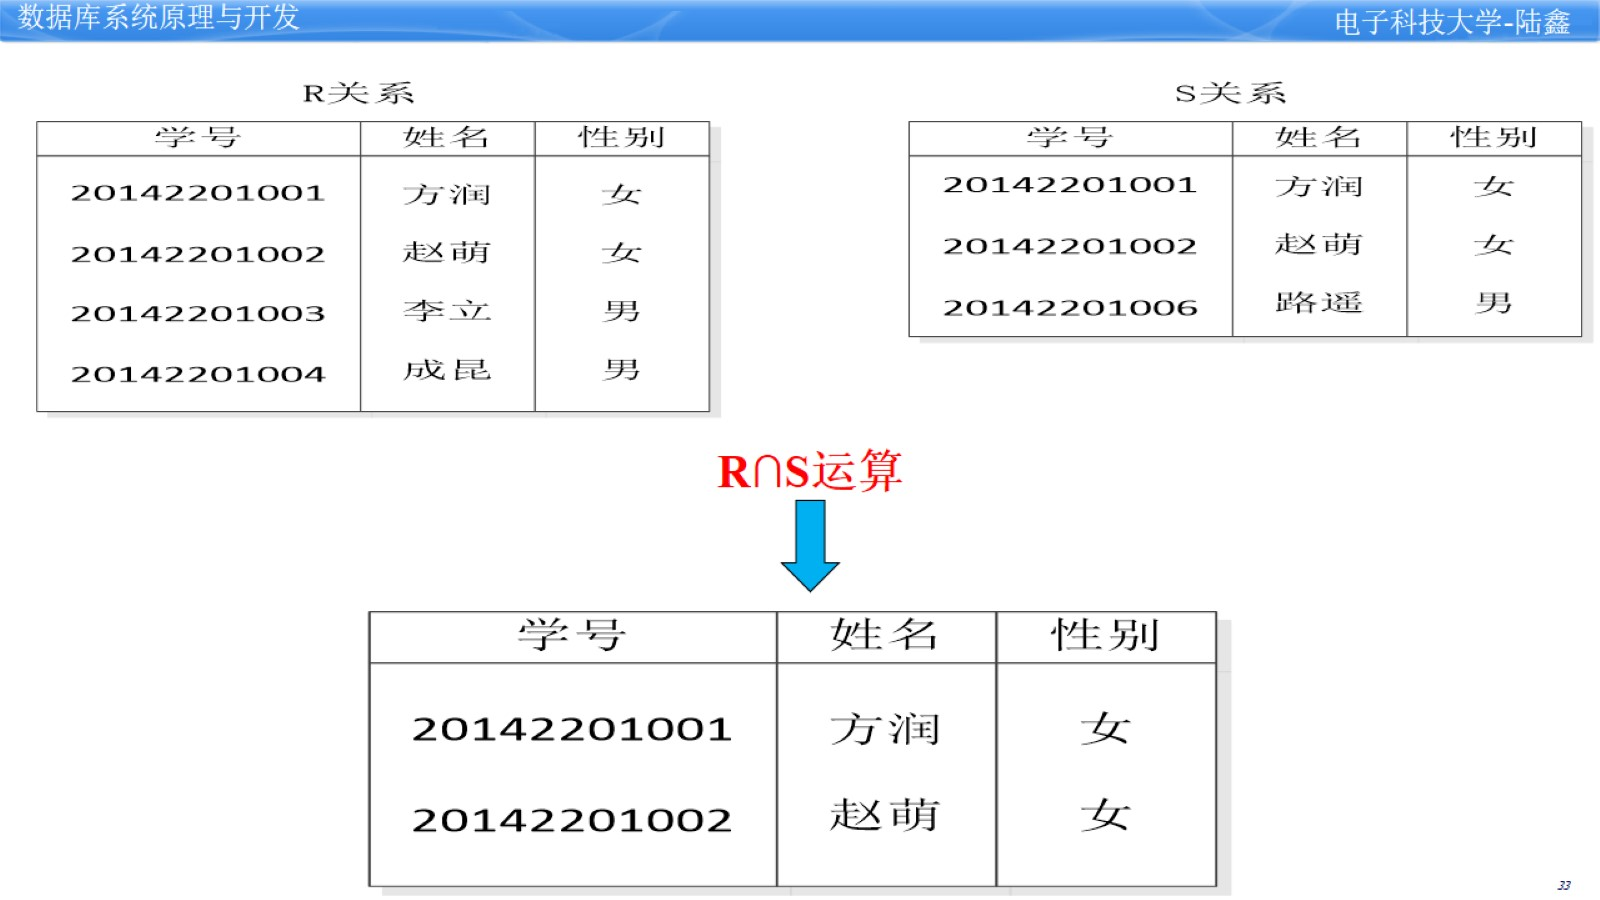 数据库系统原理与开发
电子科技大学-陆鑫
R关系
学号 姓名 性别
20142201001 方润 女
20142201002 赵萌 女
20142201003 李立 男
20142201004 成昆 男
S关系
学号 姓名 性别
20142201001 方润 女
20142201002 赵萌 女
20142201006 路遥 男
R∩S运算
学号 姓名 性别
20142201001 方润 女
20142201002 赵萌 女
33